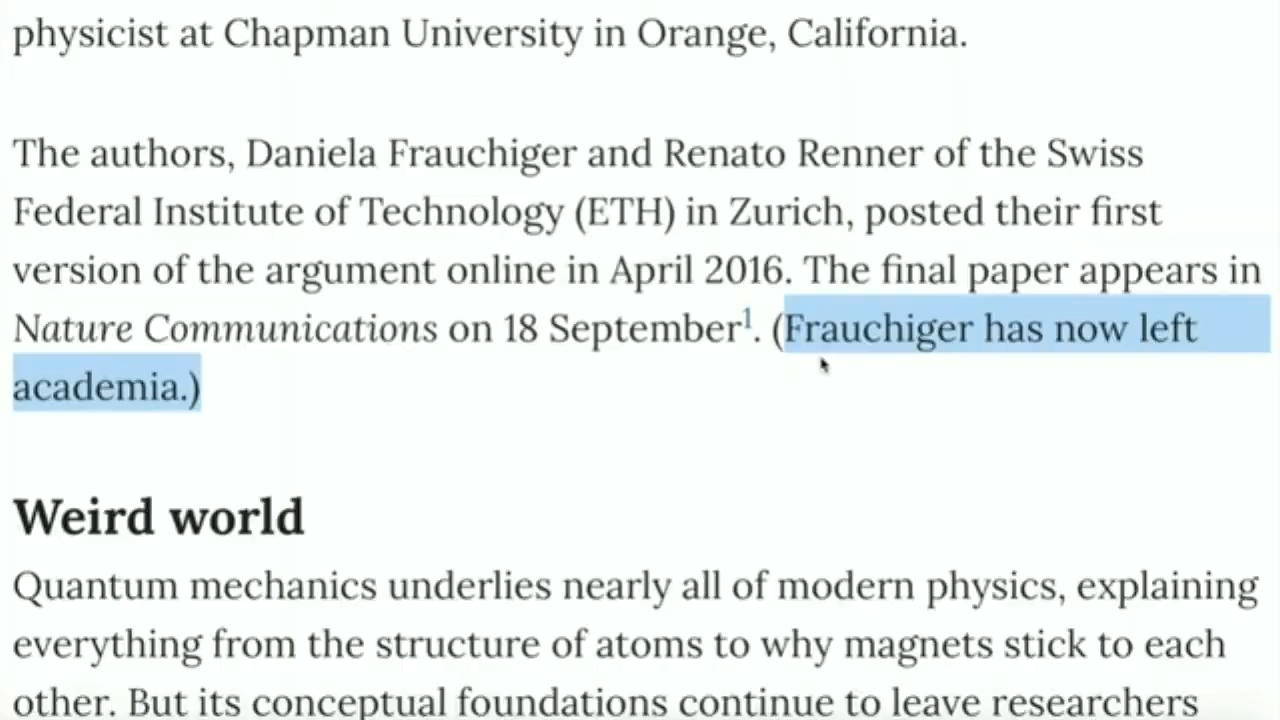 physicist at Chapman University in Orange, California.
The authors, Daniela Frauchiger and Renato Renner of the Swiss
Federal Institute of Technology (ETH) in Zurich, posted their first
version of the argument online in April 2016. The final paper appears in
Nature Communications on 18 September1. (Frauchiger has now left
academia.)
Weird world
Quantum mechanics underlies nearly all of modern physics, explaining
everything from the structure of atoms to why magnets stick to each
other. But its conceptual foundations continue to leave researchers